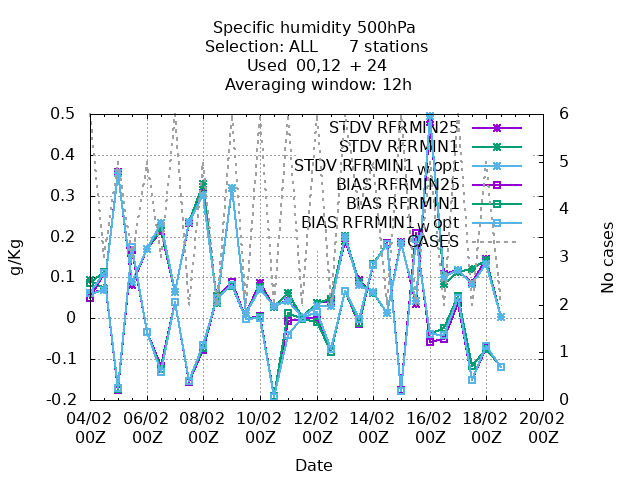 Specific humidity 500hPa
Selection: ALL 7 stations
Used 00,12 + 24
Averaging window: 12h
STDV RFRMIN25
STDV RFRMIN1
STDV RFRMIN1wopt
BIAS RFRMIN25
BIAS RFRMIN1
BIAS RFRMIN1wopt
CASES
g/Kg
0.5
0.4
0.3
0.2
0.1
0
-0.1
-0.2
No cases
6
5
4
3
2
1
0
04/02 06/02 08/02 10/02 12/02 14/02 16/02 18/02 20/02
00Z 00Z 00Z 00Z 00Z 00Z 00Z 00Z 00Z
Date